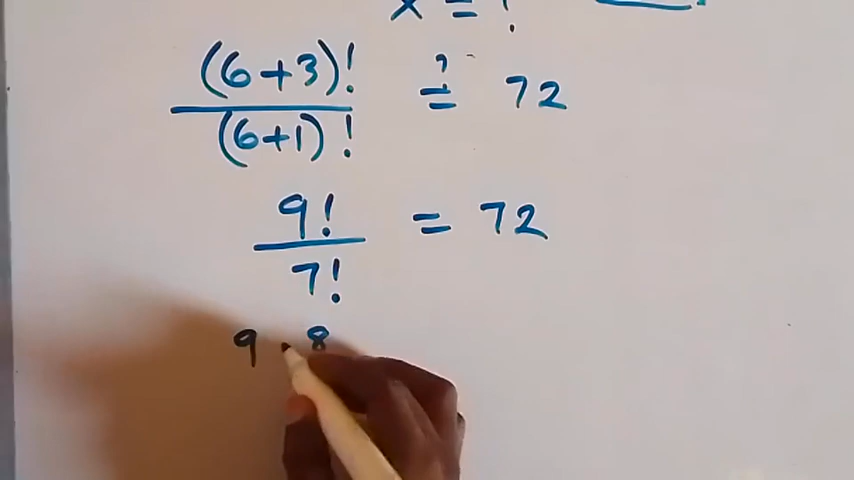 x = ?
(6+3)! / (6+1)! ≟ 72
9! / 7! = 72
9 · 8